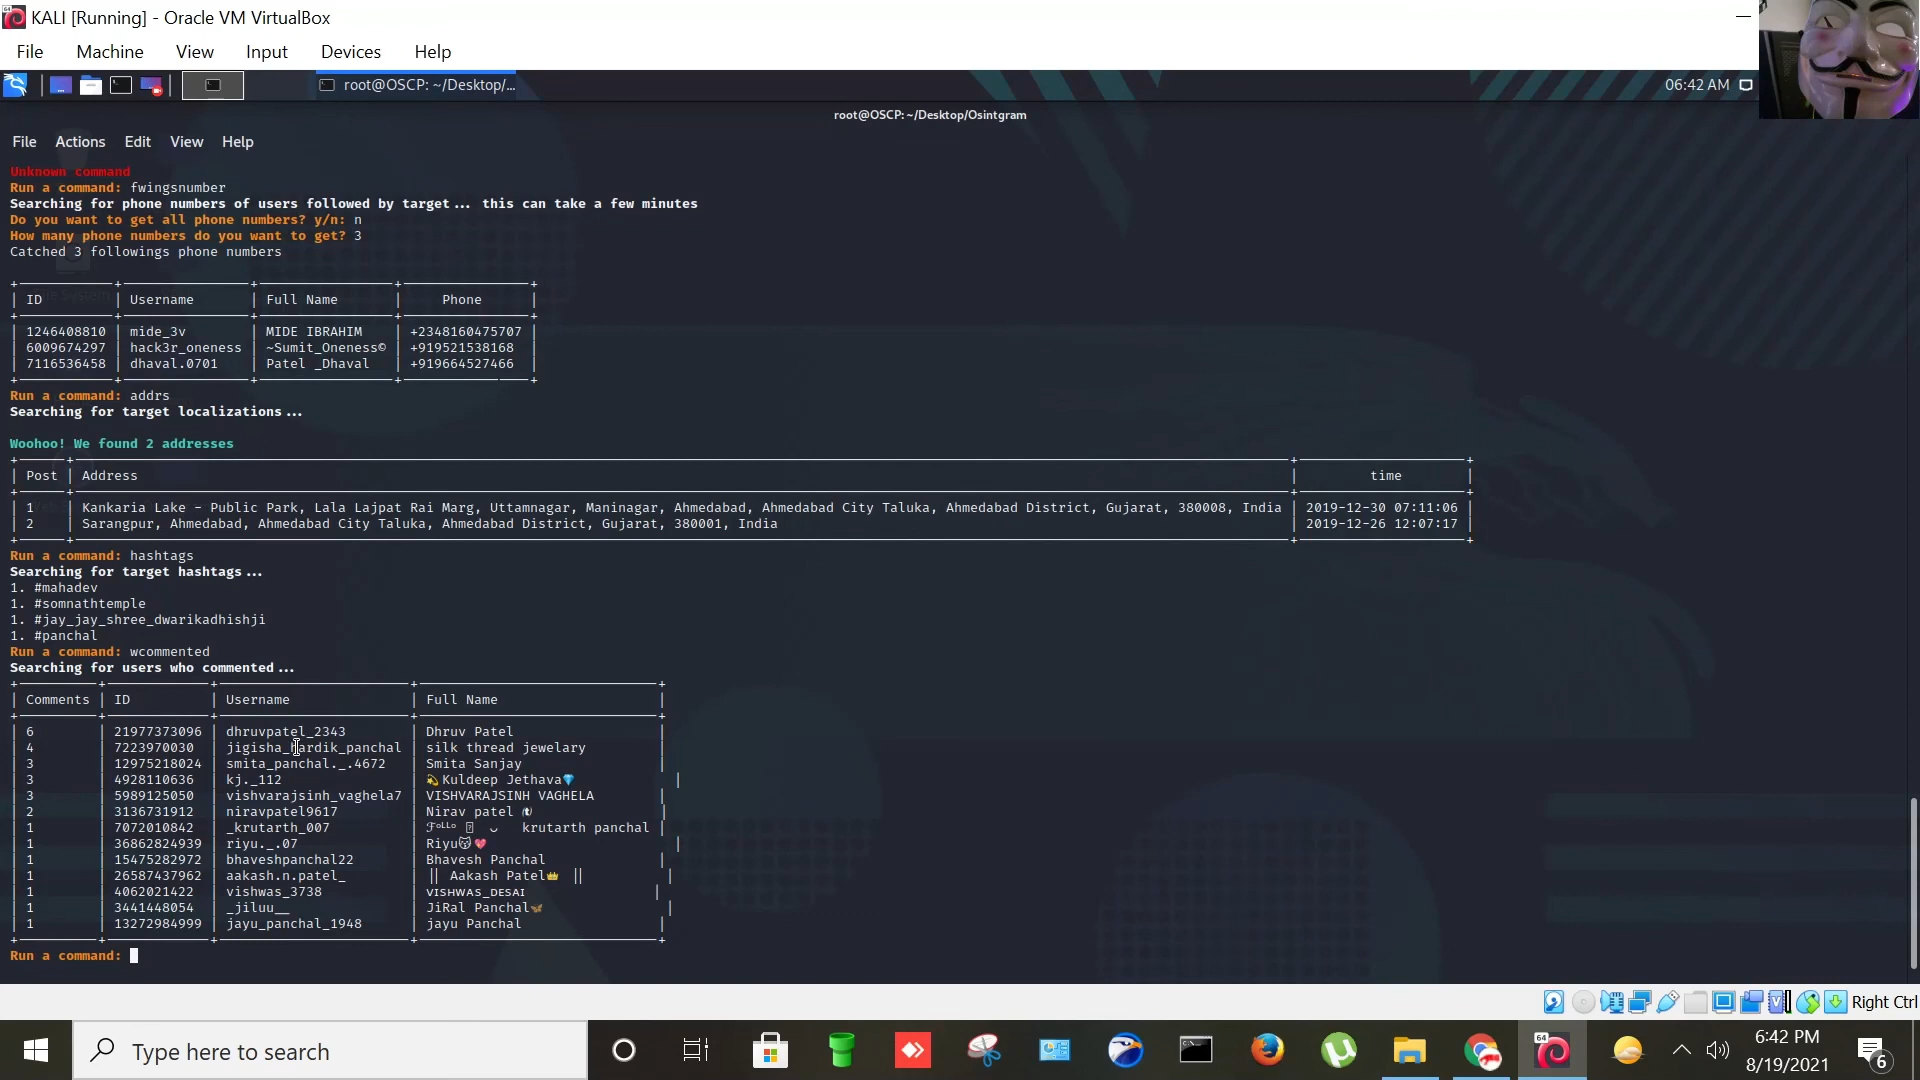 KALI [Running] - Oracle VM VirtualBox
File Machine View Input Devices Help
root@OSCP: ~/Desktop/...
06:42 AM
root@OSCP: ~/Desktop/Osintgram
File Actions Edit View Help
Unknown command
Run a command: fwingsnumber
Searching for phone numbers of users followed by target... this can take a few minutes
Do you want to get all phone numbers? y/n: n
How many phone numbers do you want to get? 3
Catched 3 followings phone numbers
ID | Username | Full Name | Phone
1246408810 | mide_3v | MIDE IBRAHIM | +2348160475707
6009674297 | hack3r_oneness | ~Sumit_Oneness© | +919521538168
7116536458 | dhaval.0701 | Patel _Dhaval | +919664527466
Run a command: addrs
Searching for target localizations...
Woohoo! We found 2 addresses
Post | Address | time
1 | Kankaria Lake - Public Park, Lala Lajpat Rai Marg, Uttamnagar, Maninagar, Ahmedabad, Ahmedabad City Taluka, Ahmedabad District, Gujarat, 380008, India | 2019-12-30 07:11:06
2 | Sarangpur, Ahmedabad, Ahmedabad City Taluka, Ahmedabad District, Gujarat, 380001, India | 2019-12-26 12:07:17
Run a command: hashtags
Searching for target hashtags...
1. #mahadev
1. #somnathtemple
1. #jay_jay_shree_dwarikadhishji
1. #panchal
Run a command: wcommented
Searching for users who commented...
Comments | ID | Username | Full Name
6 | 21977373096 | dhruvpatel_2343 | Dhruv Patel
4 | 7223970030 | jigisha_hardik_panchal | silk thread jewelary
3 | 12975218024 | smita_panchal._.4672 | Smita Sanjay
3 | 4928110636 | kj._112 | 💫Kuldeep Jethava💎
3 | 5989125050 | vishvarajsinh_vaghela7 | VISHVARAJSINH VAGHELA
2 | 3136731912 | niravpatel9617 | Nirav patel
1 | 7072010842 | _krutarth_007 | ℱᵒˡˡᵒ krutarth panchal
1 | 36862824939 | riyu._.07 | Riyu😽💖
1 | 15475282972 | bhaveshpanchal22 | Bhavesh Panchal
1 | 26587437962 | aakash.n.patel_ | || Aakash Patel👑 ||
1 | 4062021422 | vishwas_3738 | ᴠɪsʜᴡᴀs_ᴅᴇsᴀɪ
1 | 3441448054 | _jiluu__ | JiRal Panchal🦋
1 | 13272984999 | jayu_panchal_1948 | jayu Panchal
Run a command:
Right Ctrl
Type here to search
64
6:42 PM
8/19/2021
6